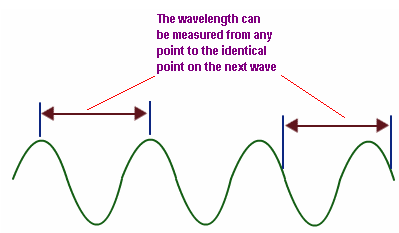 The wavelength can
be measured from any
point to the identical
point on the next wave